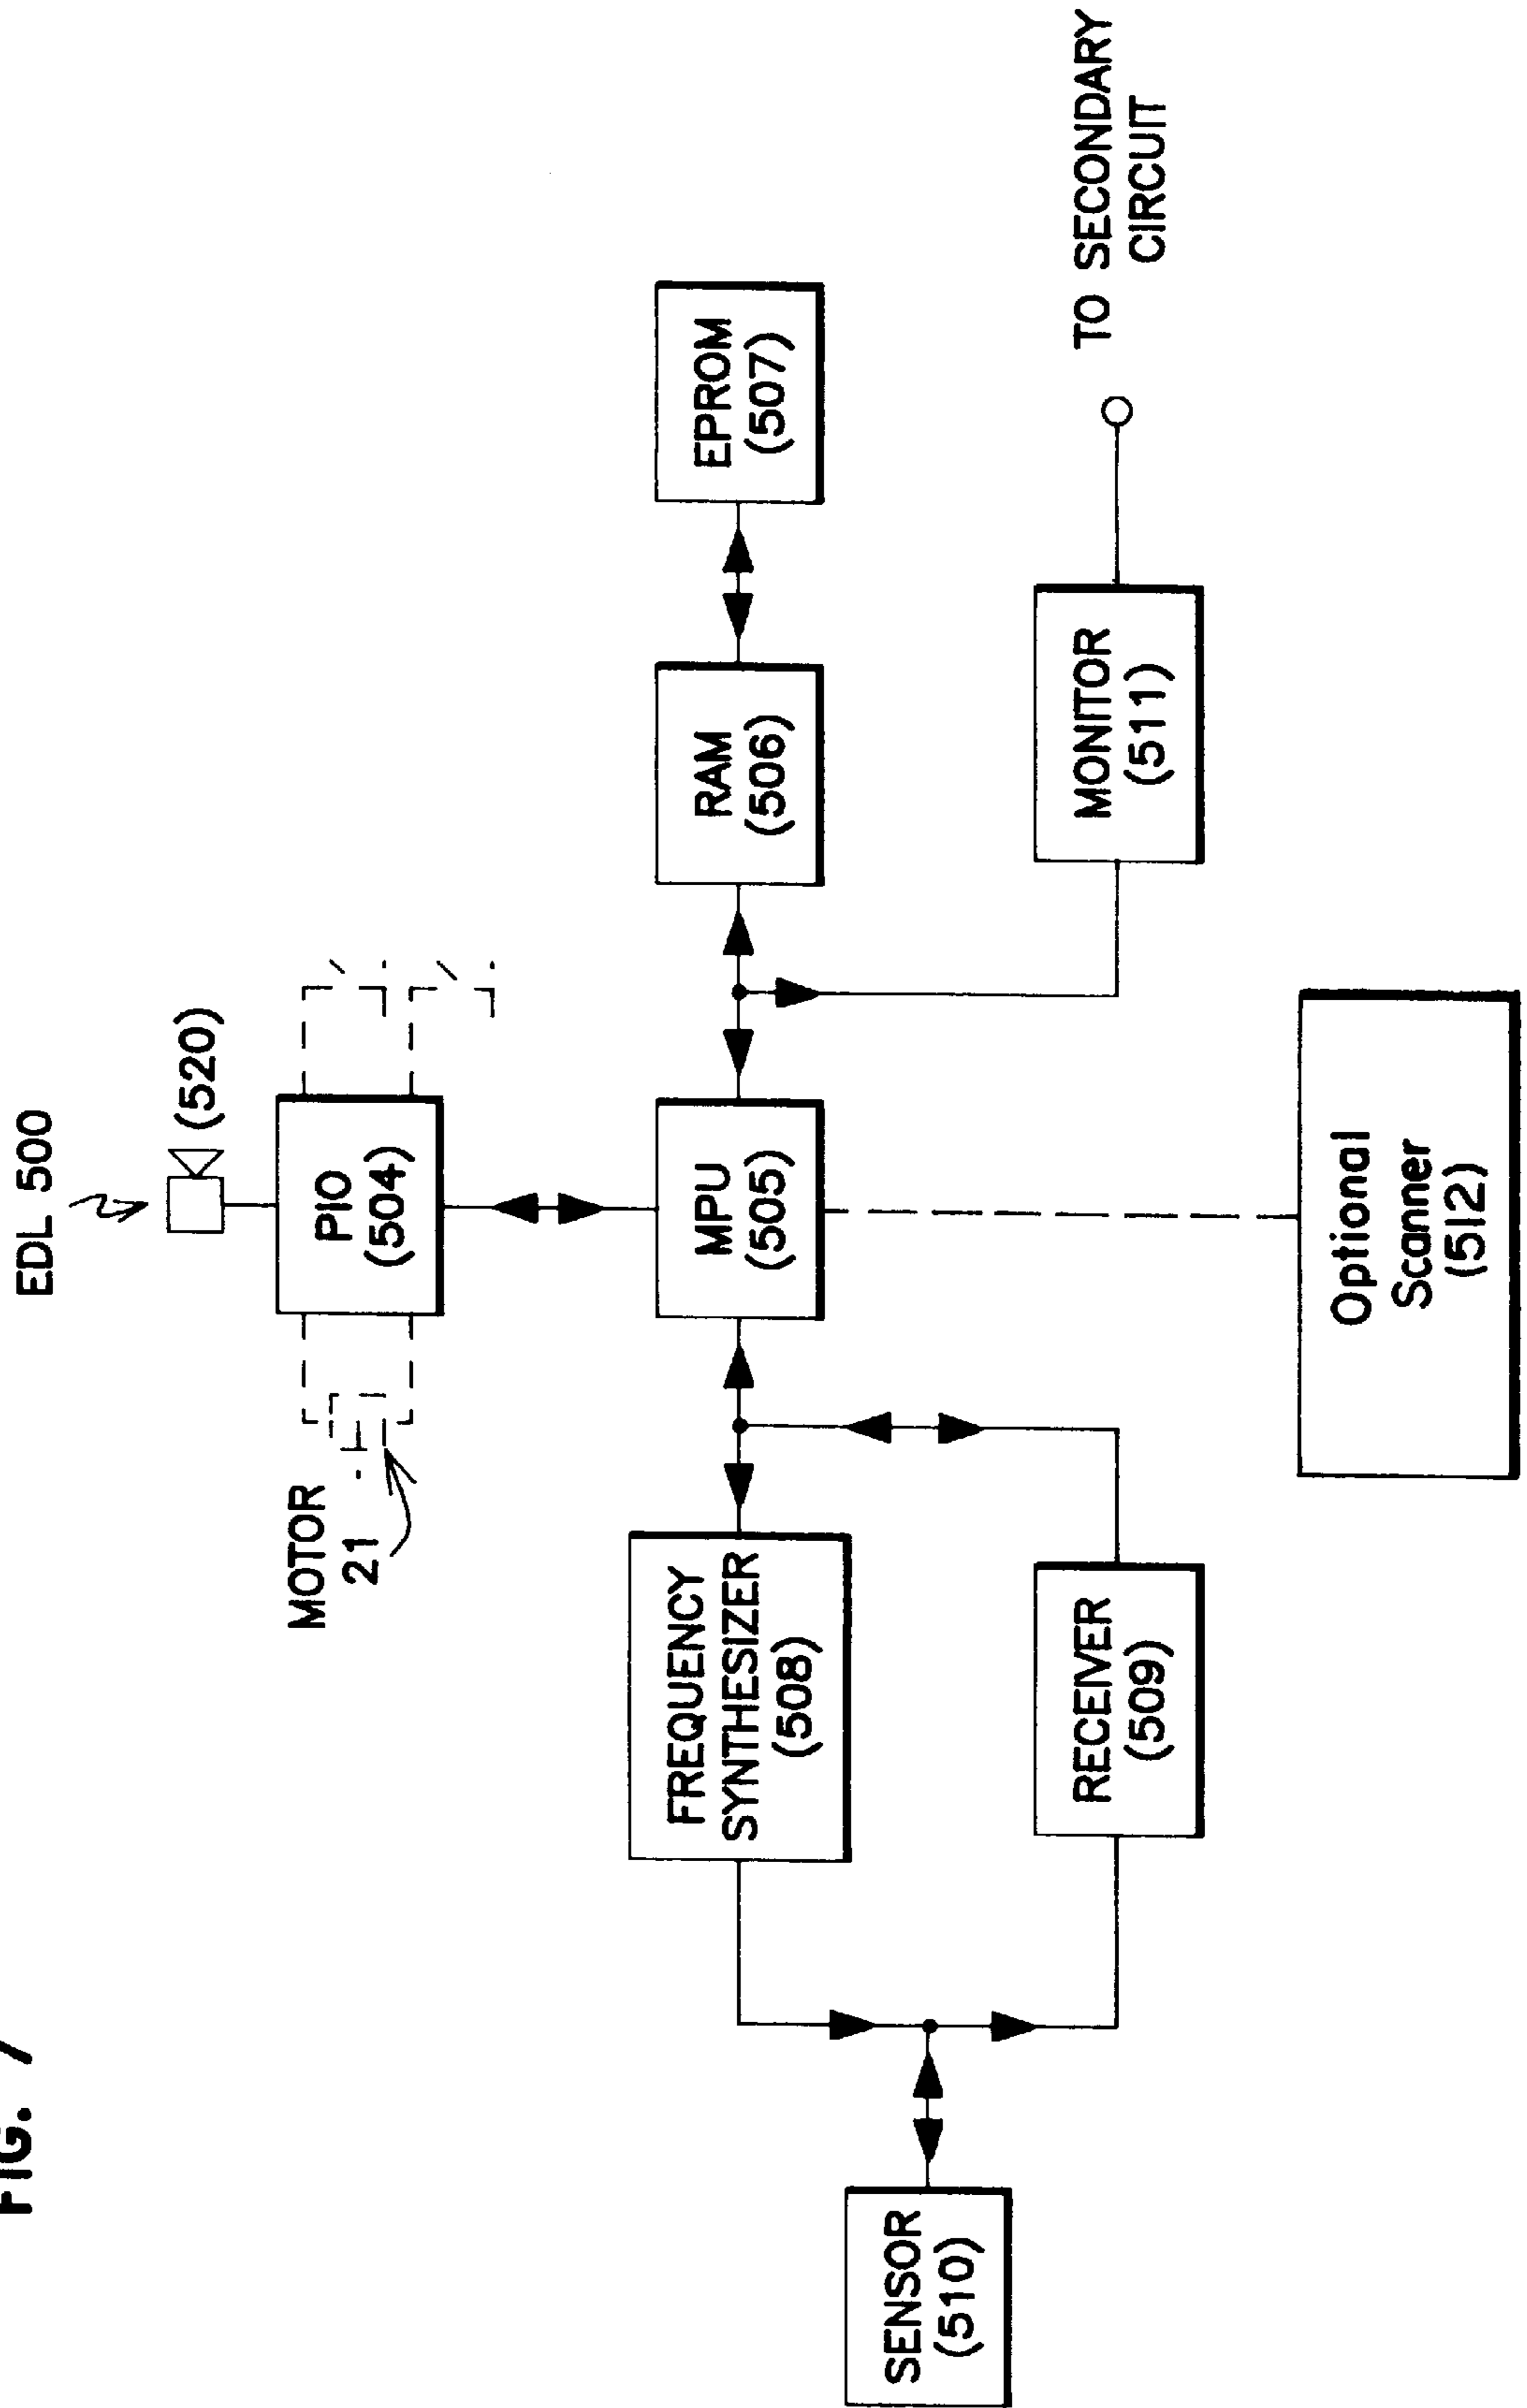 FIG. 7
EDL 500
(520)
MOTOR
21
PIO
(504)
FREQUENCY
SYNTHESIZER
(508)
MPU
(505)
RAM
(506)
EPROM
(507)
SENSOR
(510)
RECEIVER
(509)
MONITOR
(511)
TO SECONDARY
CIRCUIT
Optional
Scanner
(512)